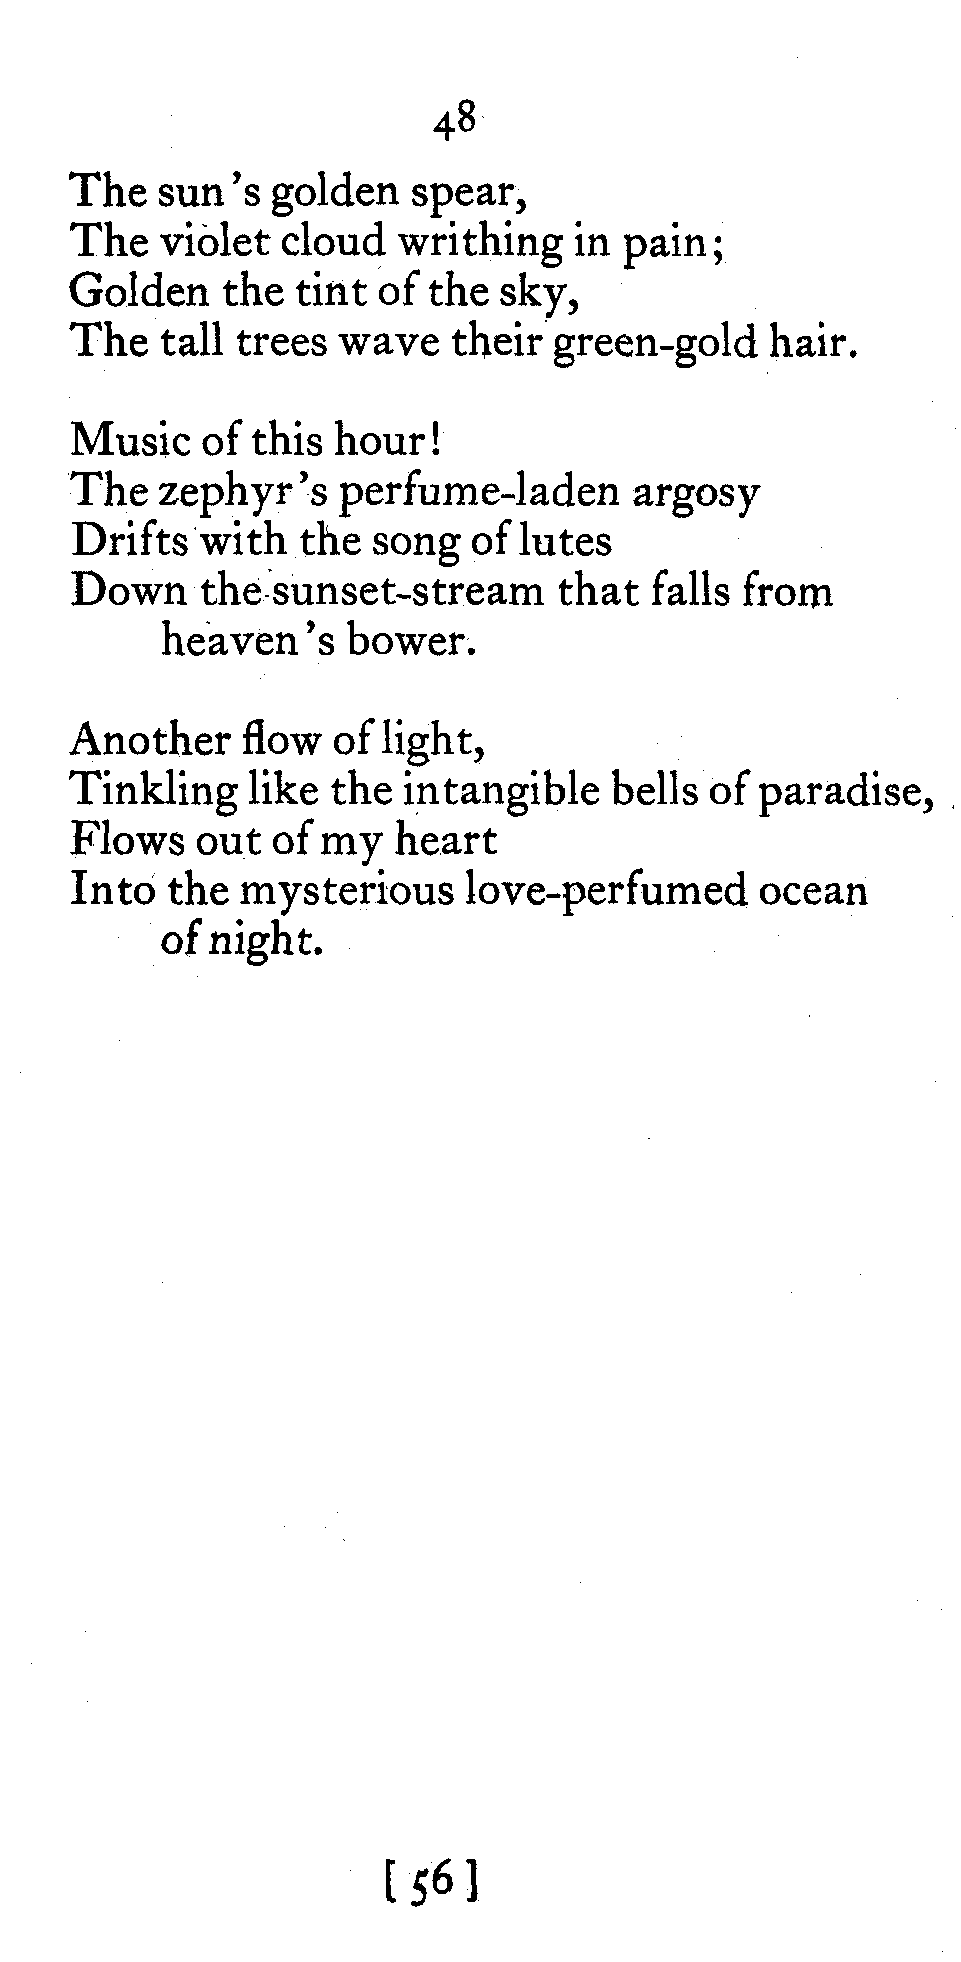 48
The sun's golden spear,
The violet cloud writhing in pain;
Golden the tint of the sky,
The tall trees wave their green-gold hair.
Music of this hour!
The zephyr's perfume-laden argosy
Drifts with the song of lutes
Down the sunset-stream that falls from
heaven's bower.
Another flow of light,
Tinkling like the intangible bells of paradise,
Flows out of my heart
Into the mysterious love-perfumed ocean
of night.
[ 56 ]